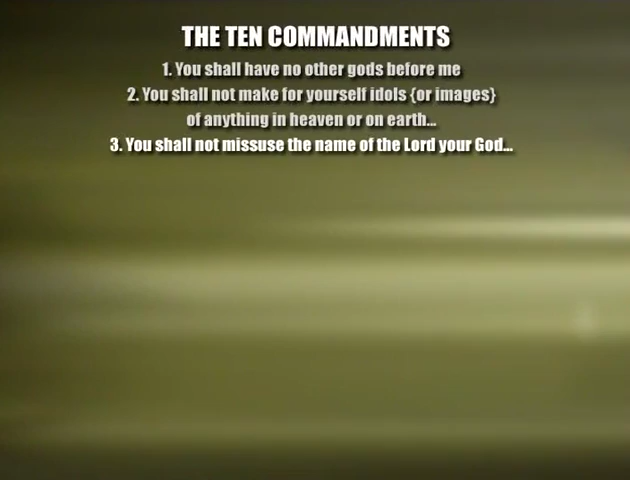 THE TEN COMMANDMENTS
1. You shall have no other gods before me
2. You shall not make for yourself idols {or images}
of anything in heaven or on earth...
3. You shall not missuse the name of the Lord your God...